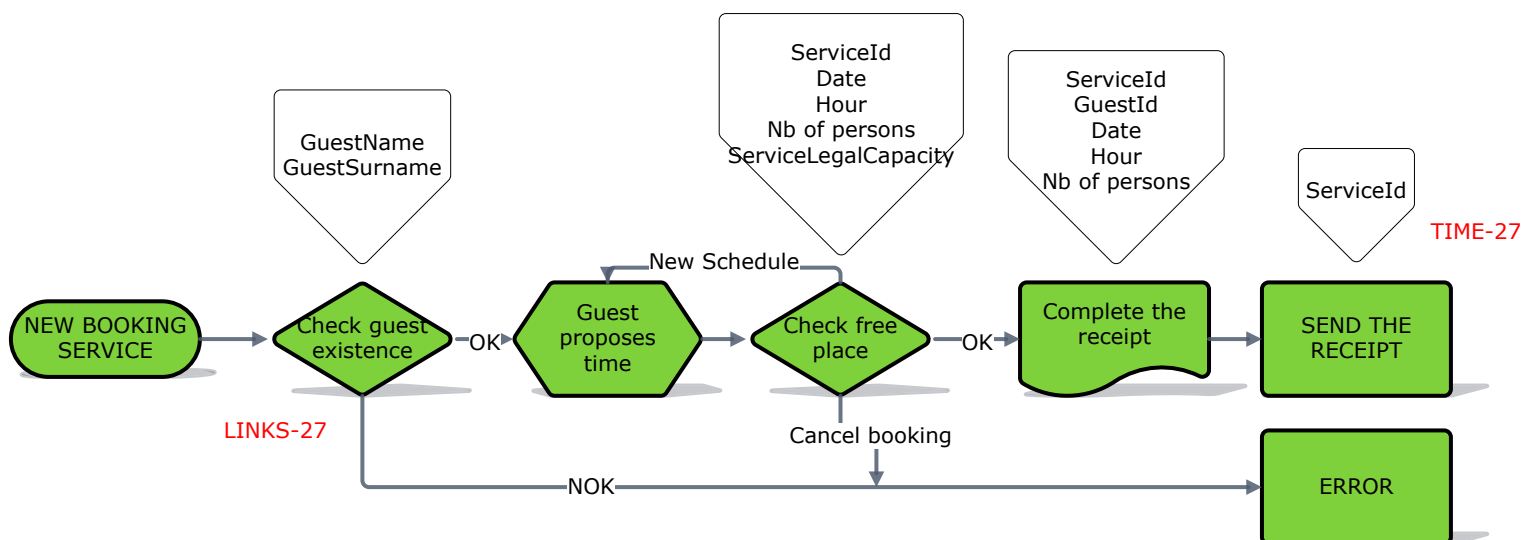 GuestName
GuestSurname
ServiceId
Date
Hour
Nb of persons
ServiceLegalCapacity
ServiceId
GuestId
Date
Hour
Nb of persons
ServiceId
TIME-27
New Schedule
NEW BOOKING
SERVICE
Check guest
existence
OK
Guest
proposes
time
Check free
place
OK
Complete the
receipt
SEND THE
RECEIPT
LINKS-27
Cancel booking
NOK
ERROR